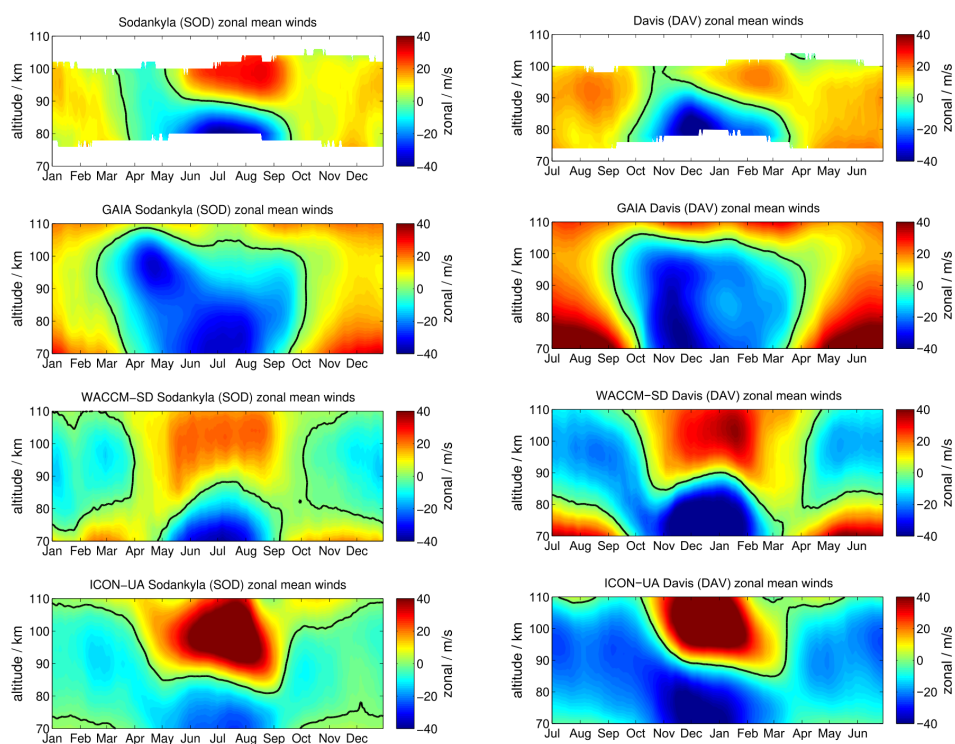 Sodankyla (SOD) zonal mean winds
110
100
90
80
70
altitude / km
Jan Feb Mar Apr May Jun Jul Aug Sep Oct Nov Dec
40
20
0
−20
−40
zonal / m/s
Davis (DAV) zonal mean winds
110
100
90
80
70
altitude / km
Jul Aug Sep Oct Nov Dec Jan Feb Mar Apr May Jun
40
20
0
−20
−40
zonal / m/s
GAIA Sodankyla (SOD) zonal mean winds
110
100
90
80
70
altitude / km
Jan Feb Mar Apr May Jun Jul Aug Sep Oct Nov Dec
40
20
0
−20
−40
zonal / m/s
GAIA Davis (DAV) zonal mean winds
110
100
90
80
70
altitude / km
Jul Aug Sep Oct Nov Dec Jan Feb Mar Apr May Jun
40
20
0
−20
−40
zonal / m/s
WACCM−SD Sodankyla (SOD) zonal mean winds
110
100
90
80
70
altitude / km
Jan Feb Mar Apr May Jun Jul Aug Sep Oct Nov Dec
40
20
0
−20
−40
zonal / m/s
WACCM−SD Davis (DAV) zonal mean winds
110
100
90
80
70
altitude / km
Jul Aug Sep Oct Nov Dec Jan Feb Mar Apr May Jun
40
20
0
−20
−40
zonal / m/s
ICON−UA Sodankyla (SOD) zonal mean winds
110
100
90
80
70
altitude / km
Jan Feb Mar Apr May Jun Jul Aug Sep Oct Nov Dec
40
20
0
−20
−40
zonal / m/s
ICON−UA Davis (DAV) zonal mean winds
110
100
90
80
70
altitude / km
Jul Aug Sep Oct Nov Dec Jan Feb Mar Apr May Jun
40
20
0
−20
−40
zonal / m/s